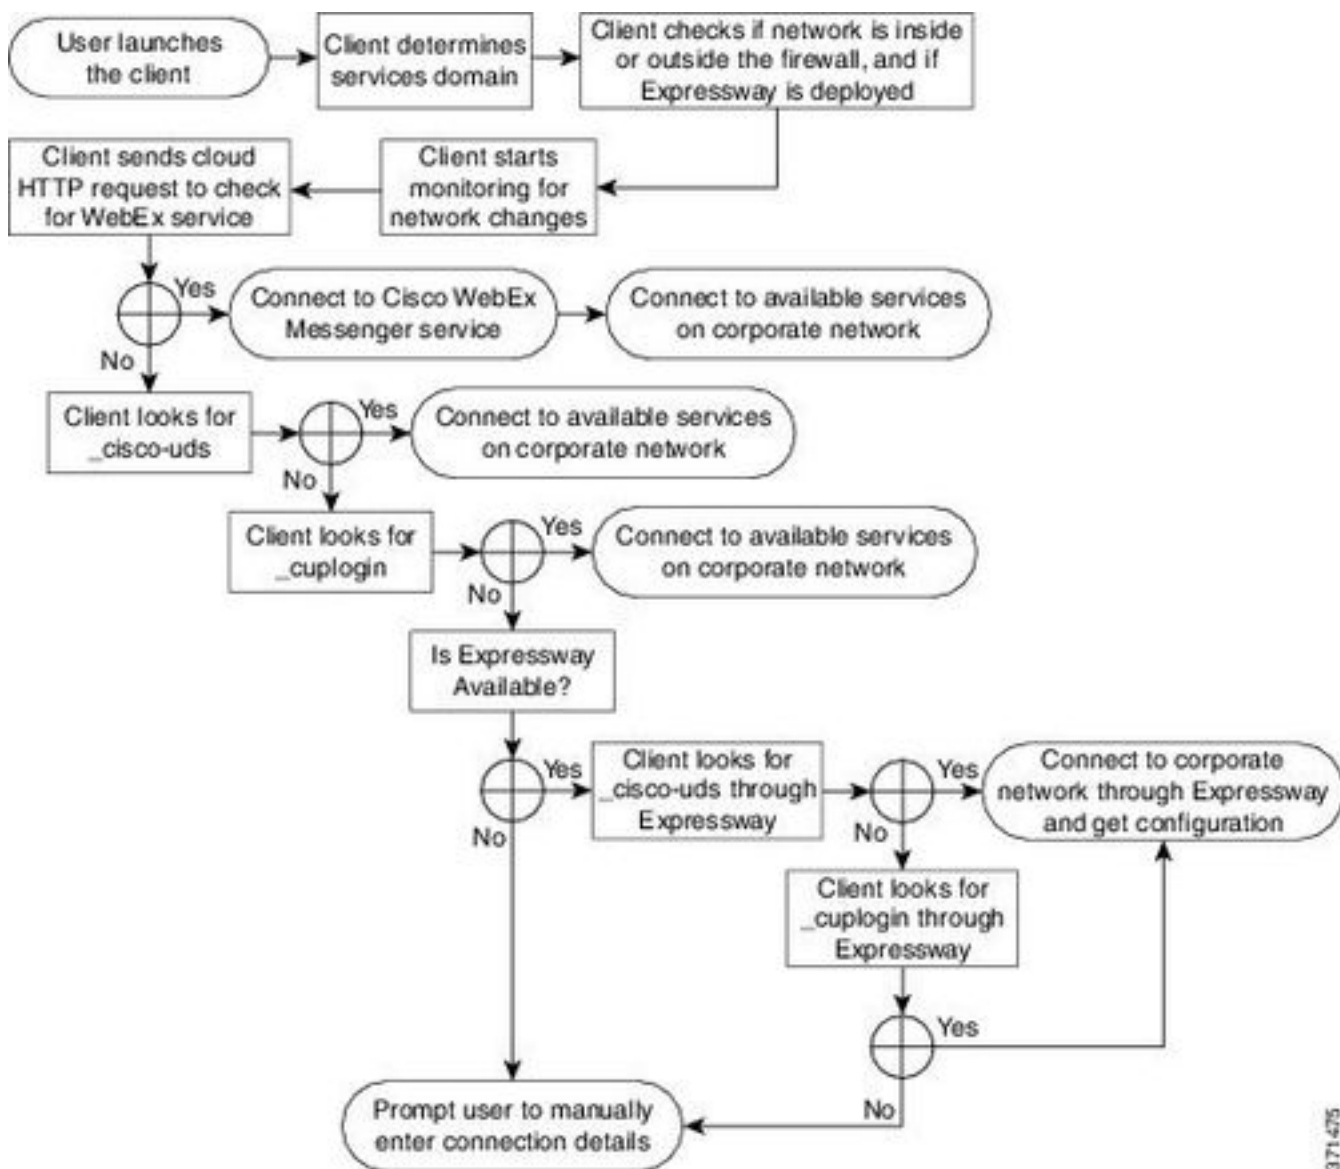 User launches
the client
Client determines
services domain
Client checks if network is inside
or outside the firewall, and if
Expressway is deployed
Client sends cloud
HTTP request to check
for WebEx service
Client starts
monitoring for
network changes
Yes
Connect to Cisco WebEx
Messenger service
Connect to available services
on corporate network
No
Client looks for
_cisco-uds
Yes
Connect to available services
on corporate network
No
Client looks for
_cuplogin
Yes
Connect to available services
on corporate network
No
Is Expressway
Available?
Yes
Client looks for
_cisco-uds through
Expressway
Yes
Connect to corporate
network through Expressway
and get configuration
No
No
Client looks for
_cuplogin through
Expressway
Yes
No
Prompt user to manually
enter connection details
371475